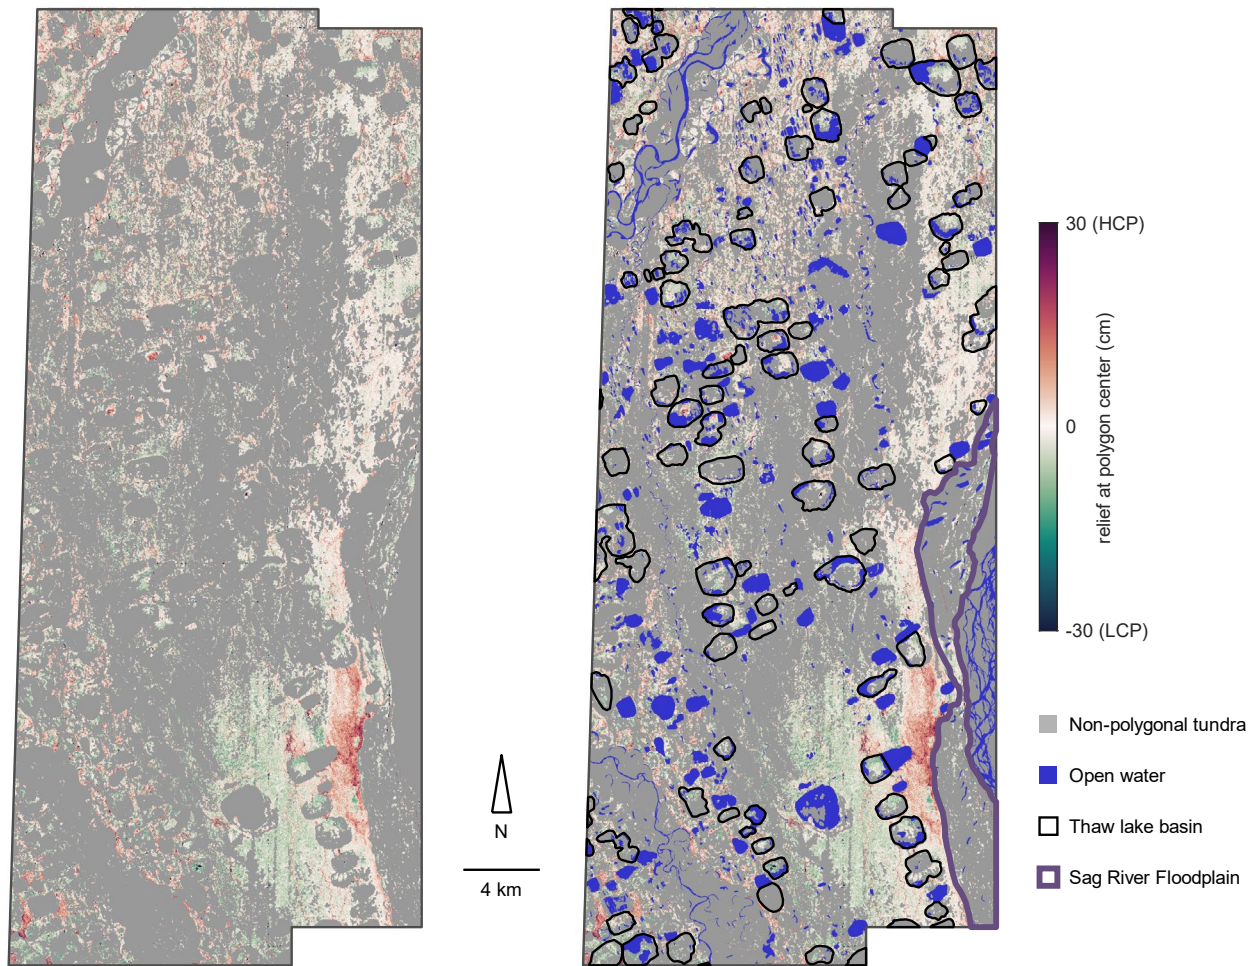 30 (HCP)
0
-30 (LCP)
relief at polygon center (cm)
Non-polygonal tundra
Open water
Thaw lake basin
Sag River Floodplain
N
4 km